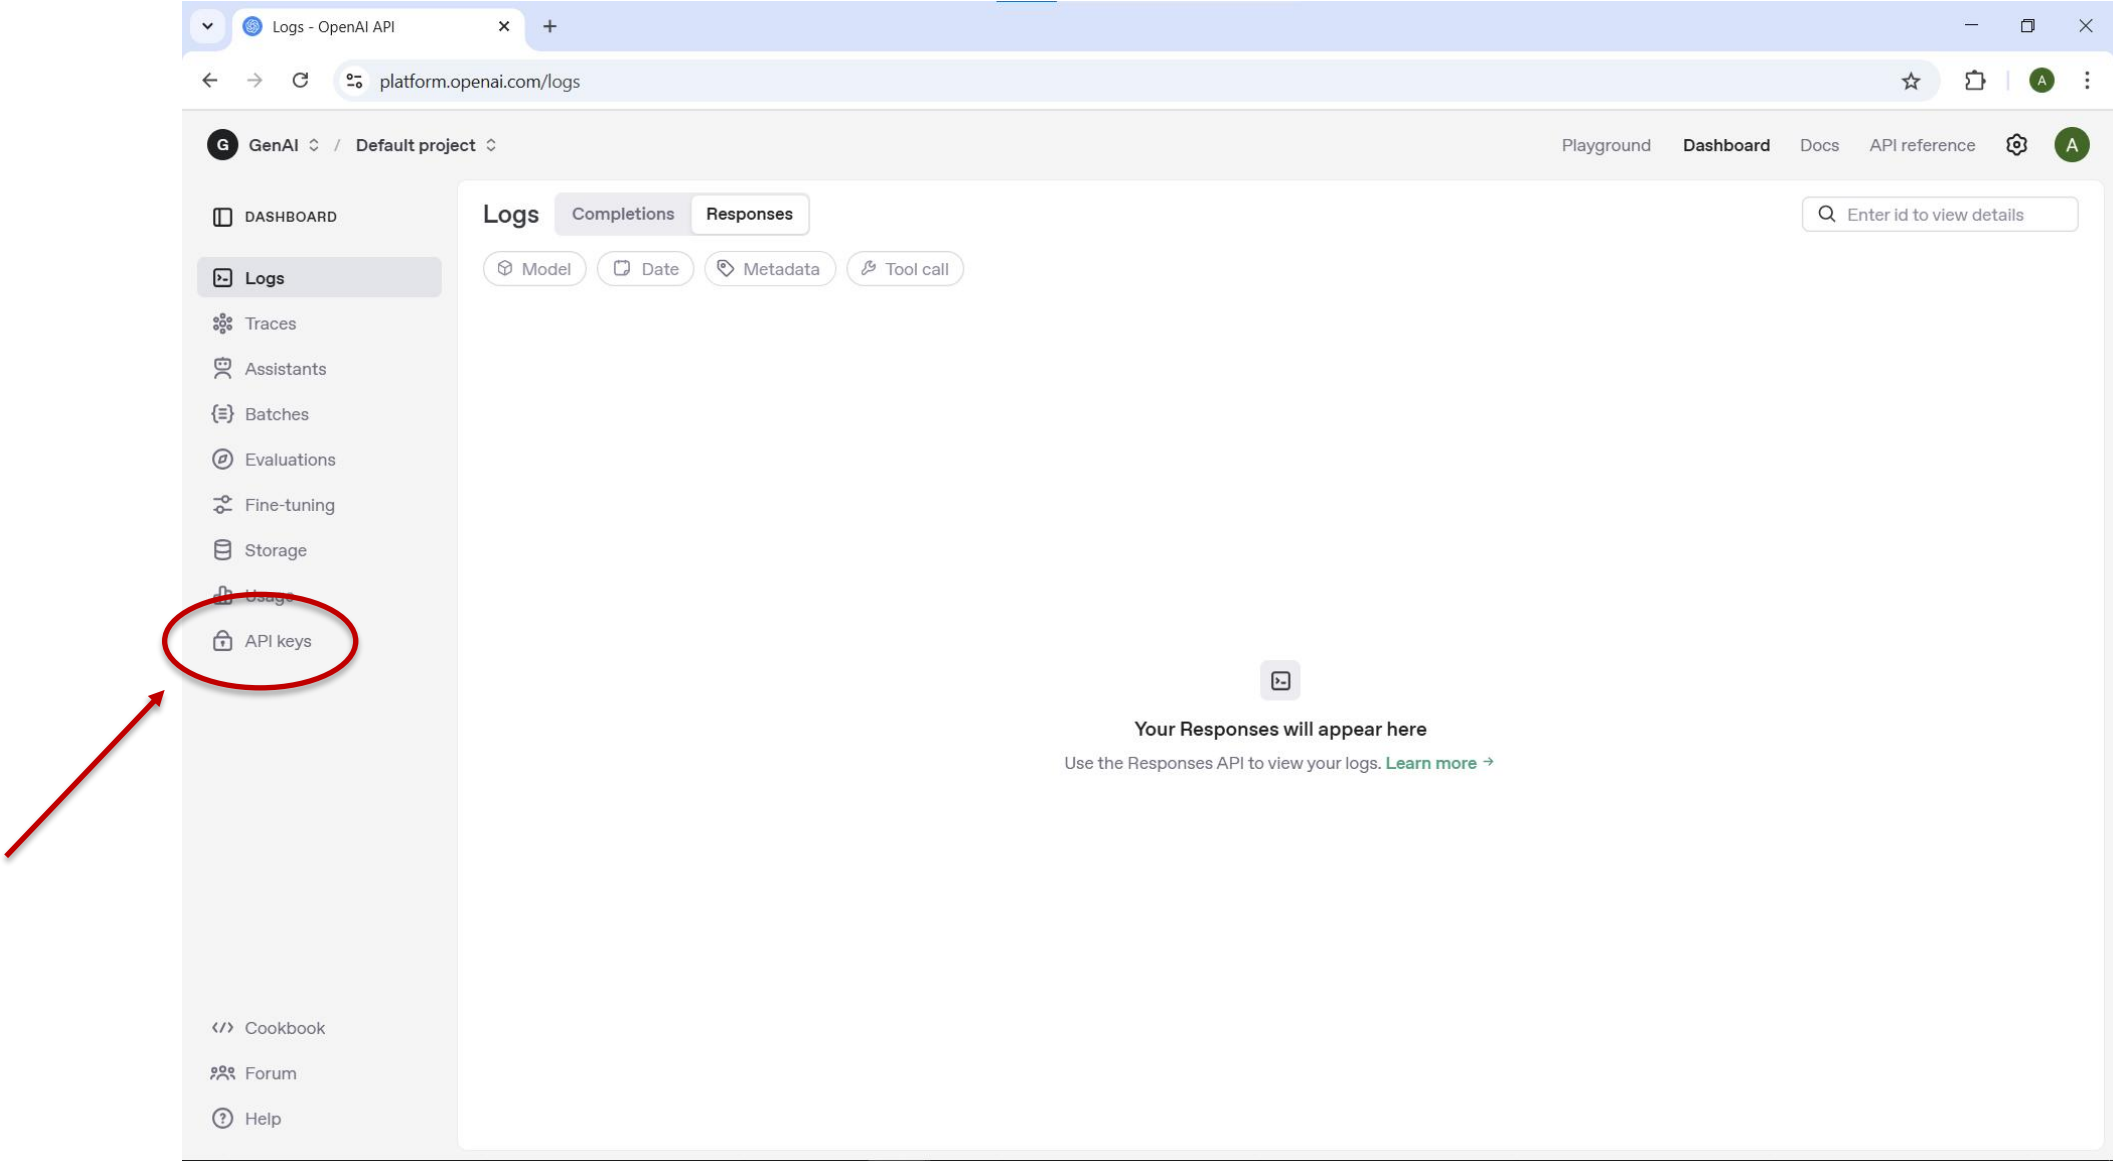 Logs - OpenAI API
platform.openai.com/logs
A
G GenAI / Default project
Playground Dashboard Docs API reference A
DASHBOARD
Logs Completions Responses
Enter id to view details
Model Date Metadata Tool call
Logs
Traces
Assistants
Batches
Evaluations
Fine-tuning
Storage
Usage
API keys
Your Responses will appear here
Use the Responses API to view your logs. Learn more →
Cookbook
Forum
Help